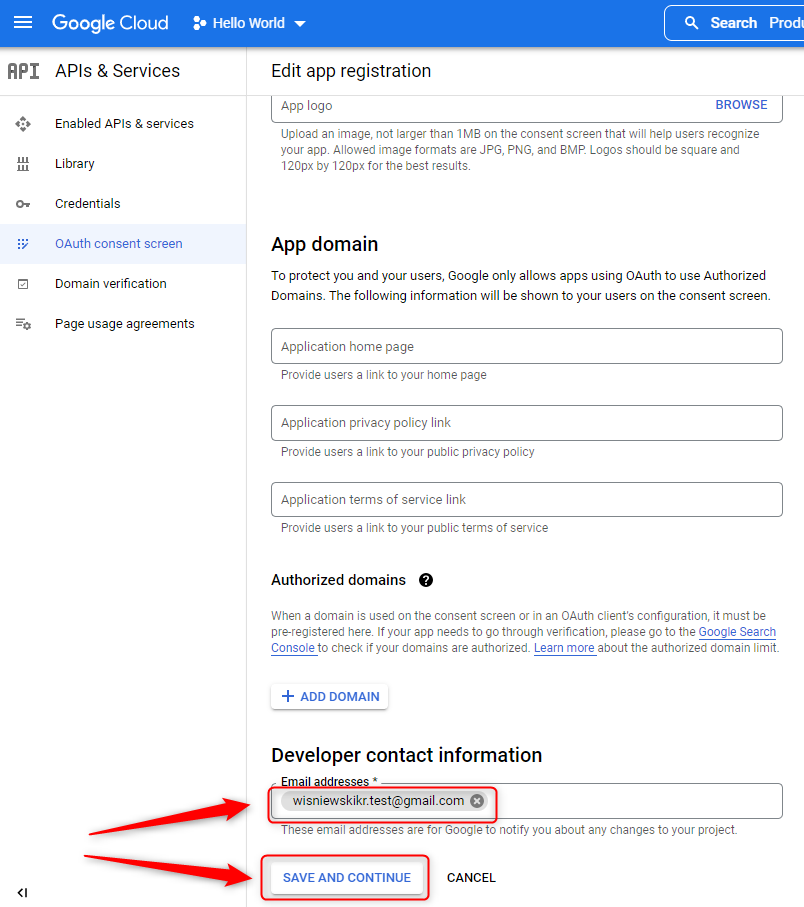 Google Cloud
Hello World
Search Produ
API APIs & Services
Edit app registration
Enabled APIs & services
Library
Credentials
OAuth consent screen
Domain verification
Page usage agreements
App logo
BROWSE
Upload an image, not larger than 1MB on the consent screen that will help users recognize
your app. Allowed image formats are JPG, PNG, and BMP. Logos should be square and
120px by 120px for the best results.
App domain
To protect you and your users, Google only allows apps using OAuth to use Authorized
Domains. The following information will be shown to your users on the consent screen.
Application home page
Provide users a link to your home page
Application privacy policy link
Provide users a link to your public privacy policy
Application terms of service link
Provide users a link to your public terms of service
Authorized domains ?
When a domain is used on the consent screen or in an OAuth client's configuration, it must be
pre-registered here. If your app needs to go through verification, please go to the Google Search
Console to check if your domains are authorized. Learn more about the authorized domain limit.
+ ADD DOMAIN
Developer contact information
Email addresses *
wisniewskikr.test@gmail.com
These email addresses are for Google to notify you about any changes to your project.
SAVE AND CONTINUE
CANCEL